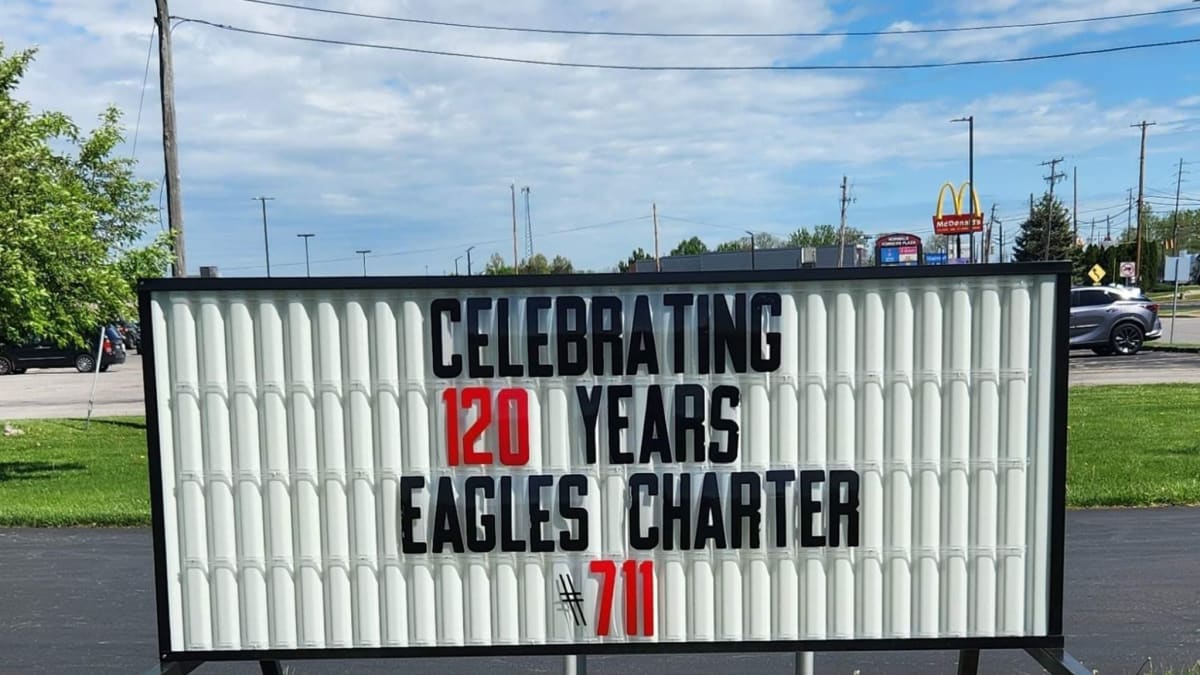 CELEBRATING
120 YEARS
EAGLES CHARTER
#711
McDonald's